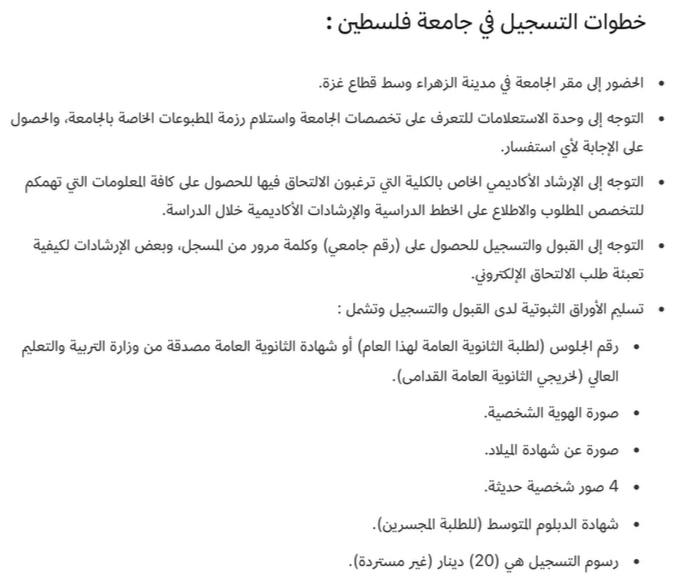 خطوات التسجيل في جامعة فلسطين :
• الحضور إلى مقر الجامعة في مدينة الزهراء وسط قطاع غزة.
• التوجه إلى وحدة الاستعلامات للتعرف على تخصصات الجامعة واستلام رزمة المطبوعات الخاصة بالجامعة، والحصول
على الإجابة لأي استفسار.
• التوجه إلى الإرشاد الأكاديمي الخاص بالكلية التي ترغبون الالتحاق فيها للحصول على كافة المعلومات التي تهمكم
للتخصص المطلوب والاطلاع على الخطط الدراسية والإرشادات الأكاديمية خلال الدراسة.
• التوجه إلى القبول والتسجيل للحصول على (رقم جامعي) وكلمة مرور من المسجل، وبعض الإرشادات لكيفية
تعبئة طلب الالتحاق الإلكتروني.
• تسليم الأوراق الثبوتية لدى القبول والتسجيل وتشمل :
• رقم الجلوس (لطلبة الثانوية العامة لهذا العام) أو شهادة الثانوية العامة مصدقة من وزارة التربية والتعليم
العالي (لخريجي الثانوية العامة القدامى).
• صورة الهوية الشخصية.
• صورة عن شهادة الميلاد.
• 4 صور شخصية حديثة.
• شهادة الدبلوم المتوسط (للطلبة المجسرين).
• رسوم التسجيل هي (20) دينار (غير مستردة).